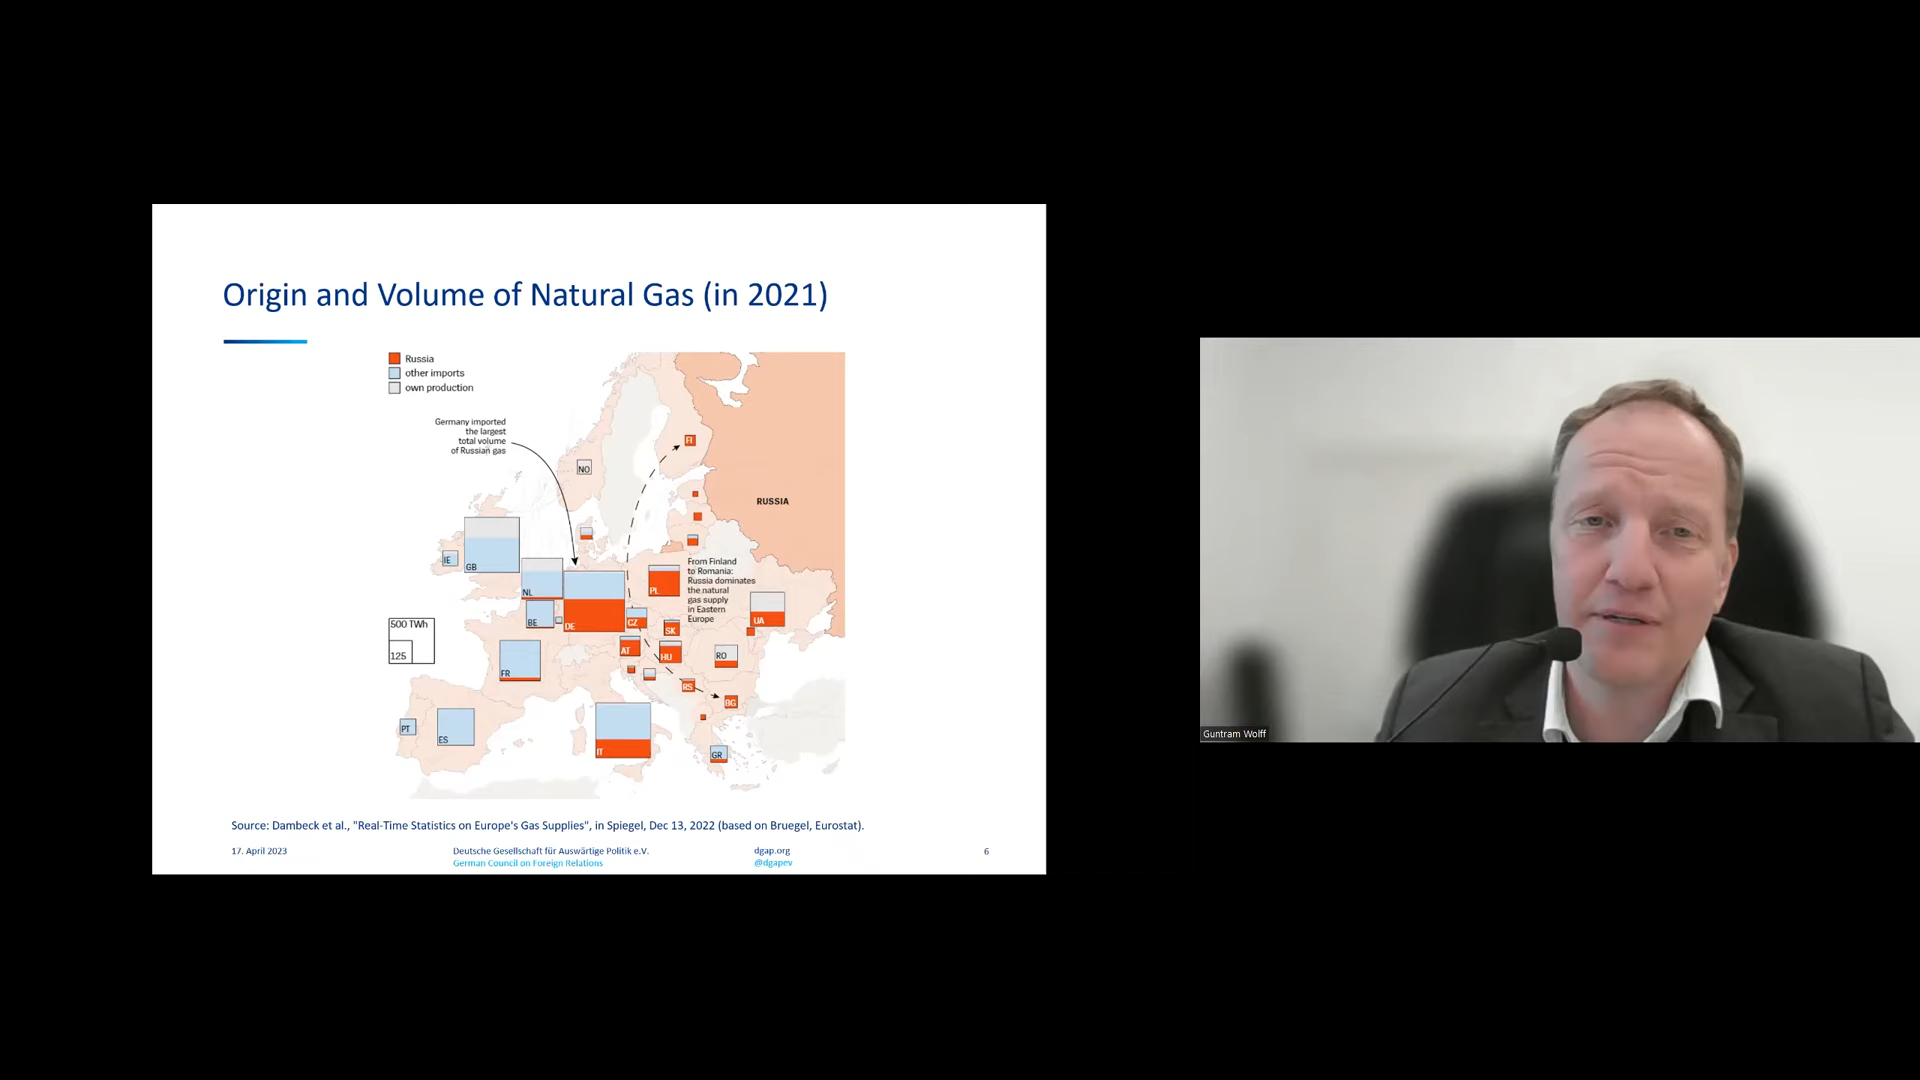 Origin and Volume of Natural Gas (in 2021)
Russia
other imports
own production
Germany imported
the largest
total volume
of Russian gas
FI
NO
RUSSIA
IE
GB
NL
BE
DE
PL
From Finland
to Romania:
Russia dominates
the natural
gas supply
in Eastern
Europe
CZ
SK
UA
500 TWh
125
AT
HU
RO
FR
RS
BG
PT
ES
IT
GR
Source: Dambeck et al., "Real-Time Statistics on Europe's Gas Supplies", in Spiegel, Dec 13, 2022 (based on Bruegel, Eurostat).
17. April 2023
Deutsche Gesellschaft für Auswärtige Politik e.V.
German Council on Foreign Relations
dgap.org
@dgapev
6
Guntram Wolff